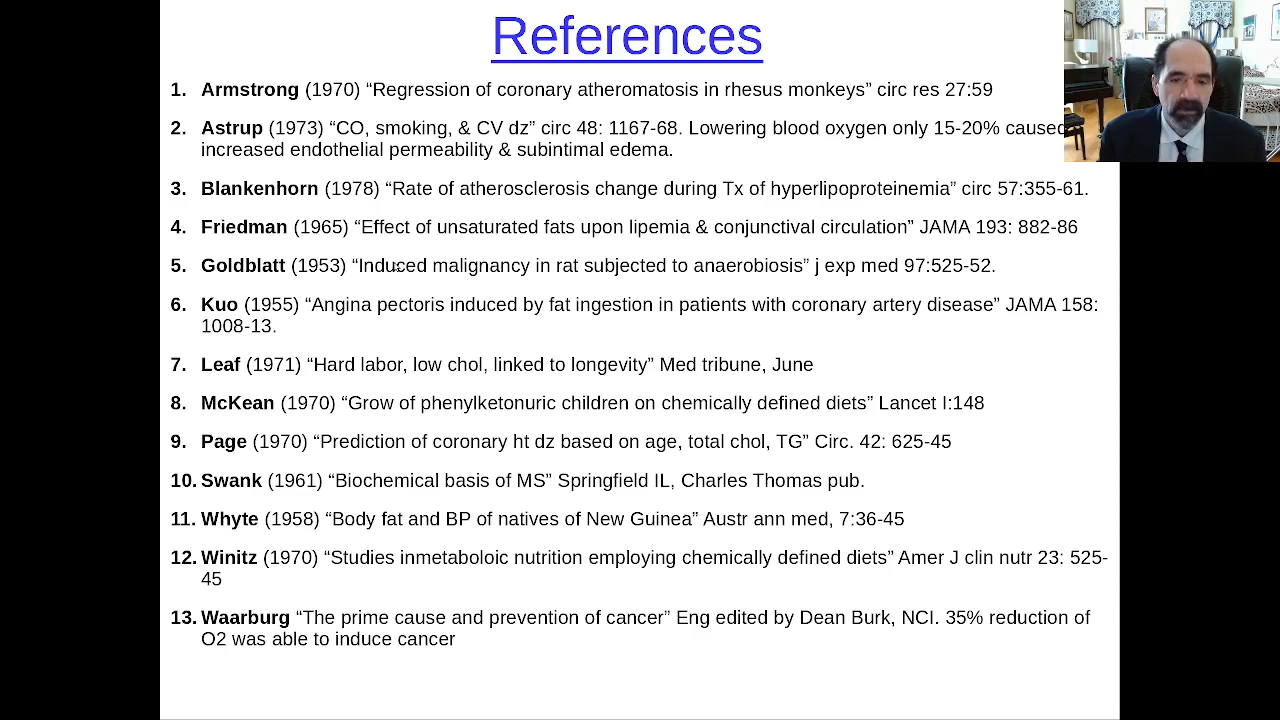 References
1. Armstrong (1970) “Regression of coronary atheromatosis in rhesus monkeys” circ res 27:59
2. Astrup (1973) “CO, smoking, & CV dz” circ 48: 1167-68. Lowering blood oxygen only 15-20% caused
increased endothelial permeability & subintimal edema.
3. Blankenhorn (1978) “Rate of atherosclerosis change during Tx of hyperlipoproteinemia” circ 57:355-61.
4. Friedman (1965) “Effect of unsaturated fats upon lipemia & conjunctival circulation” JAMA 193: 882-86
5. Goldblatt (1953) “Induced malignancy in rat subjected to anaerobiosis” j exp med 97:525-52.
6. Kuo (1955) “Angina pectoris induced by fat ingestion in patients with coronary artery disease” JAMA 158:
1008-13.
7. Leaf (1971) “Hard labor, low chol, linked to longevity” Med tribune, June
8. McKean (1970) “Grow of phenylketonuric children on chemically defined diets” Lancet I:148
9. Page (1970) “Prediction of coronary ht dz based on age, total chol, TG” Circ. 42: 625-45
10. Swank (1961) “Biochemical basis of MS” Springfield IL, Charles Thomas pub.
11. Whyte (1958) “Body fat and BP of natives of New Guinea” Austr ann med, 7:36-45
12. Winitz (1970) “Studies inmetaboloic nutrition employing chemically defined diets” Amer J clin nutr 23: 525-
45
13. Waarburg “The prime cause and prevention of cancer” Eng edited by Dean Burk, NCI. 35% reduction of
O2 was able to induce cancer